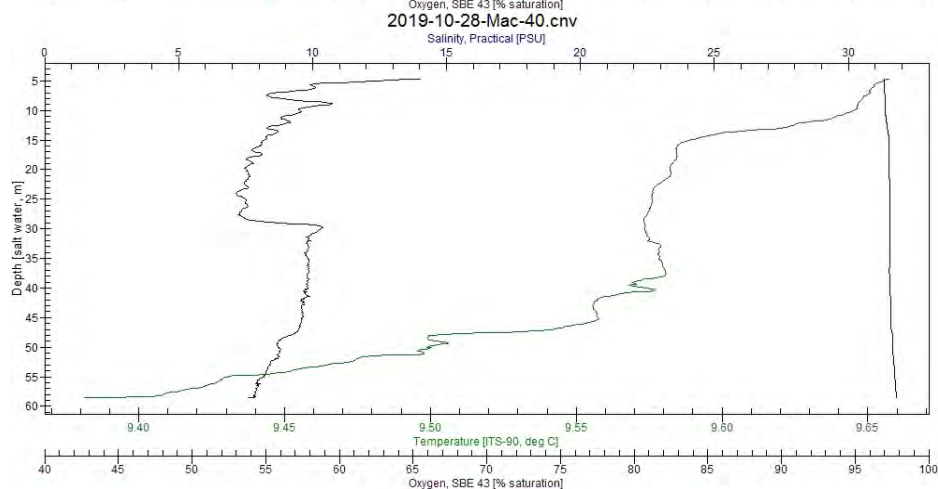 Oxygen, SBE 43 [% saturation]
2019-10-28-Mac-40.cnv
Salinity, Practical [PSU]
0 5 10 15 20 25 30
Depth [salt water, m]
5
10
15
20
25
30
35
40
45
50
55
60
9.40 9.45 9.50 9.55 9.60 9.65
Temperature [ITS-90, deg C]
40 45 50 55 60 65 70 75 80 85 90 95 100
Oxygen, SBE 43 [% saturation]